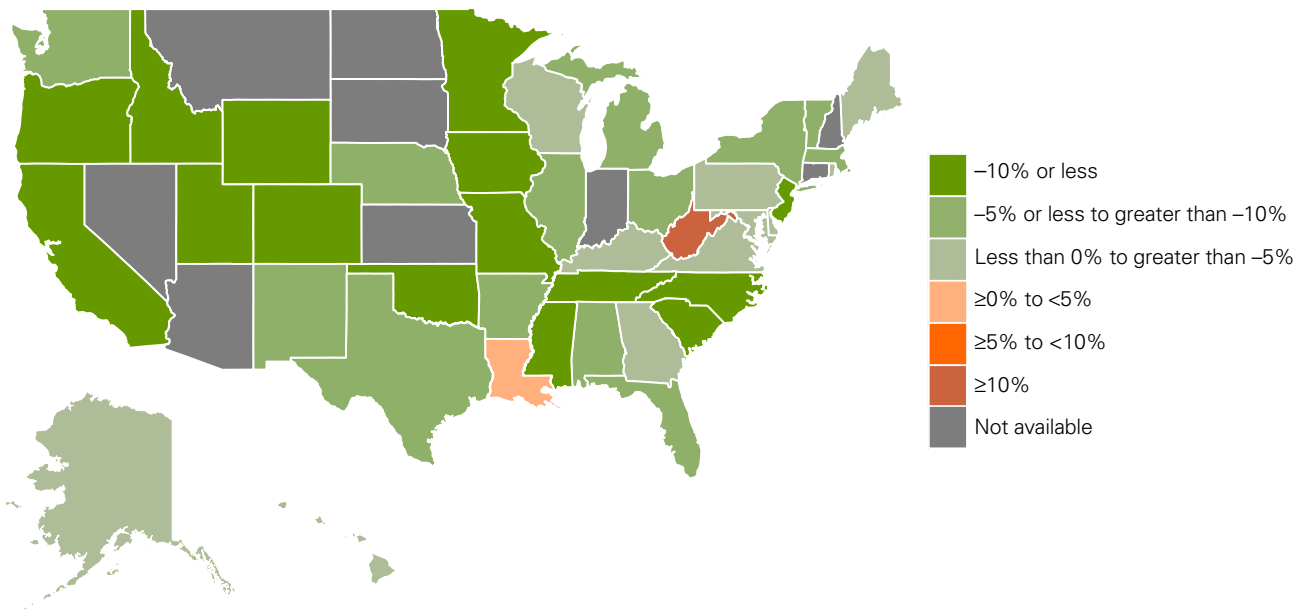 –10% or less
–5% or less to greater than –10%
Less than 0% to greater than –5%
≥0% to <5%
≥5% to <10%
≥10%
Not available